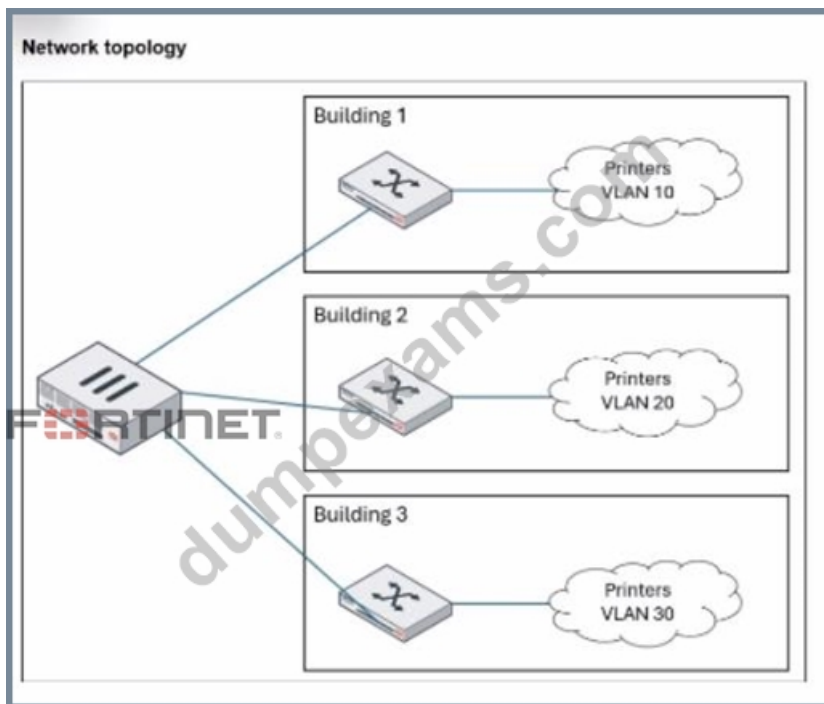 Network topology
Building 1
Printers
VLAN 10
Building 2
Printers
VLAN 20
FORTINET
Building 3
Printers
VLAN 30
dumpexams.com